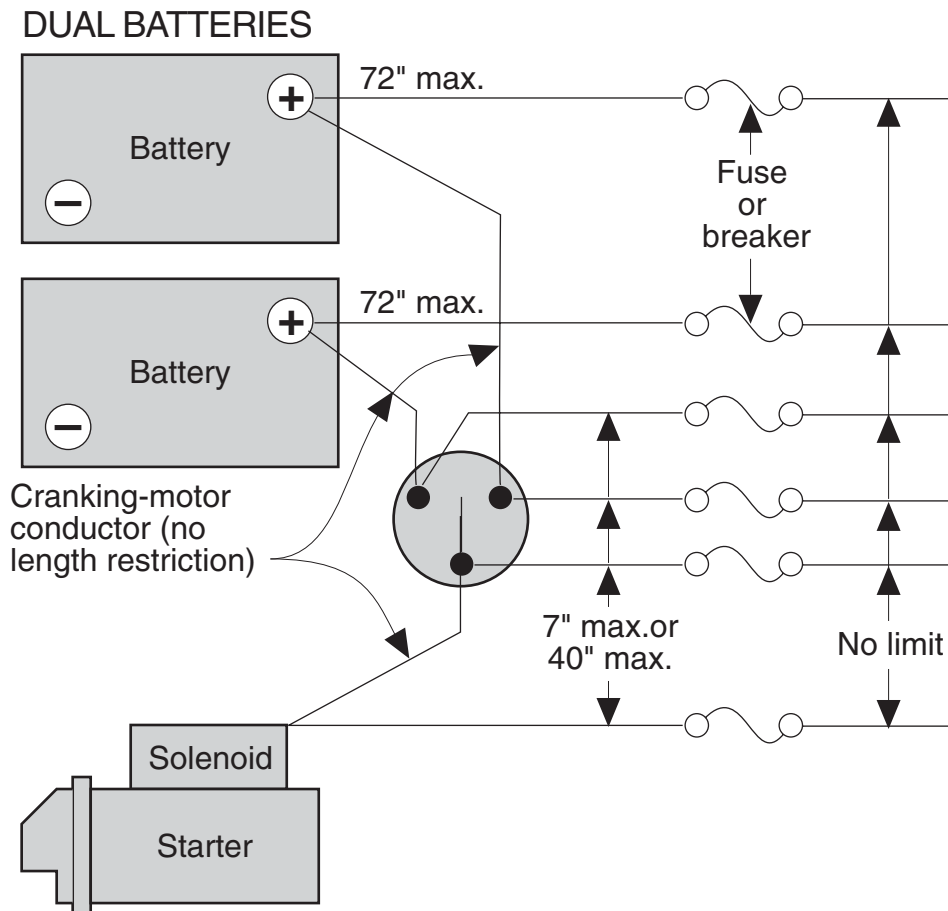 DUAL BATTERIES
72" max.
+
Battery
−
Fuse
or
breaker
72" max.
+
Battery
−
Cranking-motor
conductor (no
length restriction)
7" max.or
40" max.
No limit
Solenoid
Starter